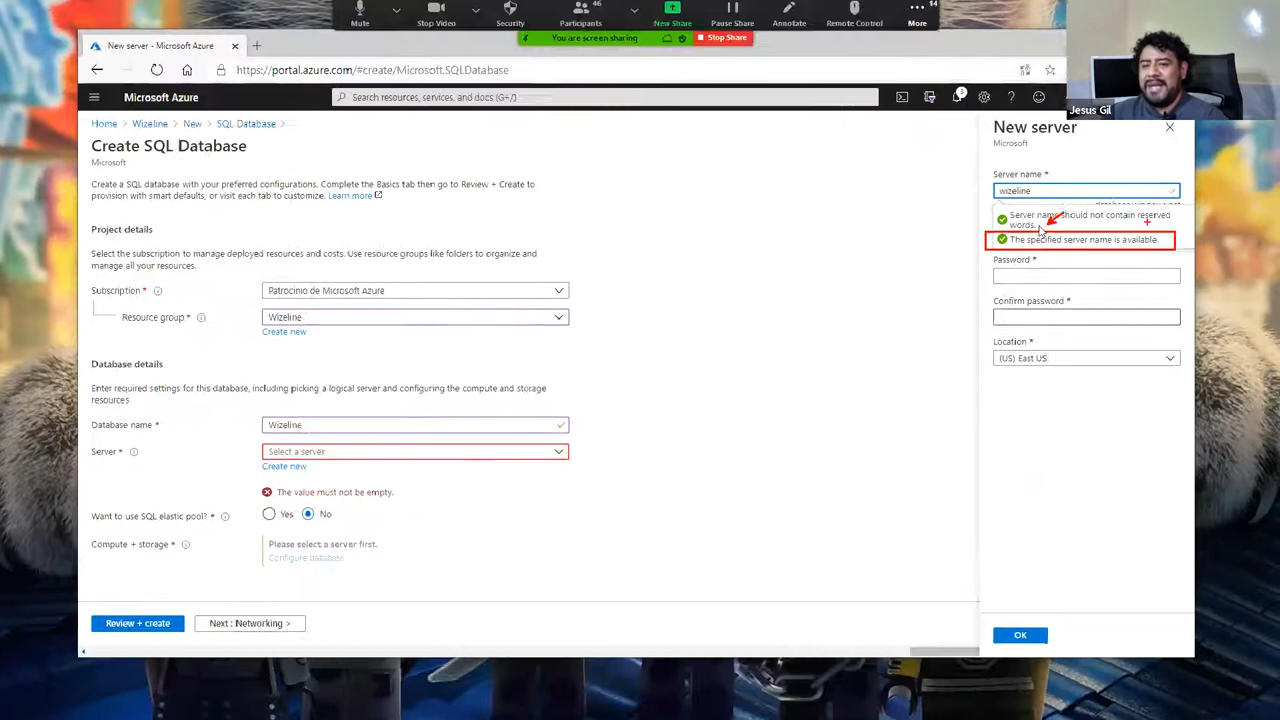 Mute
Stop Video
Security
46
Participants
New Share
Pause Share
Annotate
Remote Control
14
More
You are screen sharing
Stop Share
New server - Microsoft Azure
https://portal.azure.com/#create/Microsoft.SQLDatabase
Microsoft Azure
Search resources, services, and docs (G+/)
3
Jesus Gil
Home > Wizeline > New > SQL Database >
Create SQL Database
Microsoft
Create a SQL database with your preferred configurations. Complete the Basics tab then go to Review + Create to
provision with smart defaults, or visit each tab to customize. Learn more
Project details
Select the subscription to manage deployed resources and costs. Use resource groups like folders to organize and
manage all your resources.
Subscription *
Patrocinio de Microsoft Azure
Resource group *
Wizeline
Create new
Database details
Enter required settings for this database, including picking a logical server and configuring the compute and storage
resources
Database name *
Wizeline
Server *
Select a server
Create new
The value must not be empty.
Want to use SQL elastic pool? *
Yes
No
Compute + storage *
Please select a server first.
Configure database
Review + create
Next : Networking >
New server
Microsoft
Server name *
wizeline
.database.windows.net
Server name should not contain reserved
words.
The specified server name is available.
Password *
Confirm password *
Location *
(US) East US
OK